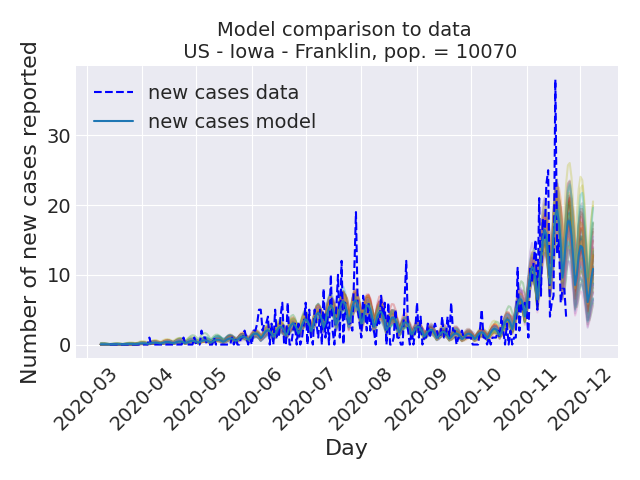 Model comparison to data
US - Iowa - Franklin, pop. = 10070
Number of new cases reported
new cases data
new cases model
30
20
10
0
2020-03
2020-04
2020-05
2020-06
2020-07
2020-08
2020-09
2020-10
2020-11
2020-12
Day